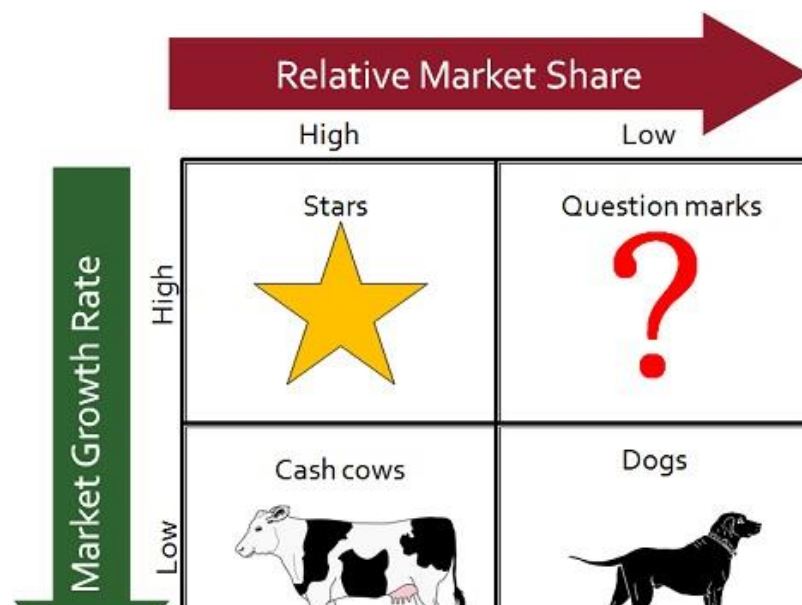 Relative Market Share
High
Low
Market Growth Rate
High
Stars
Question marks
?
Low
Cash cows
Dogs